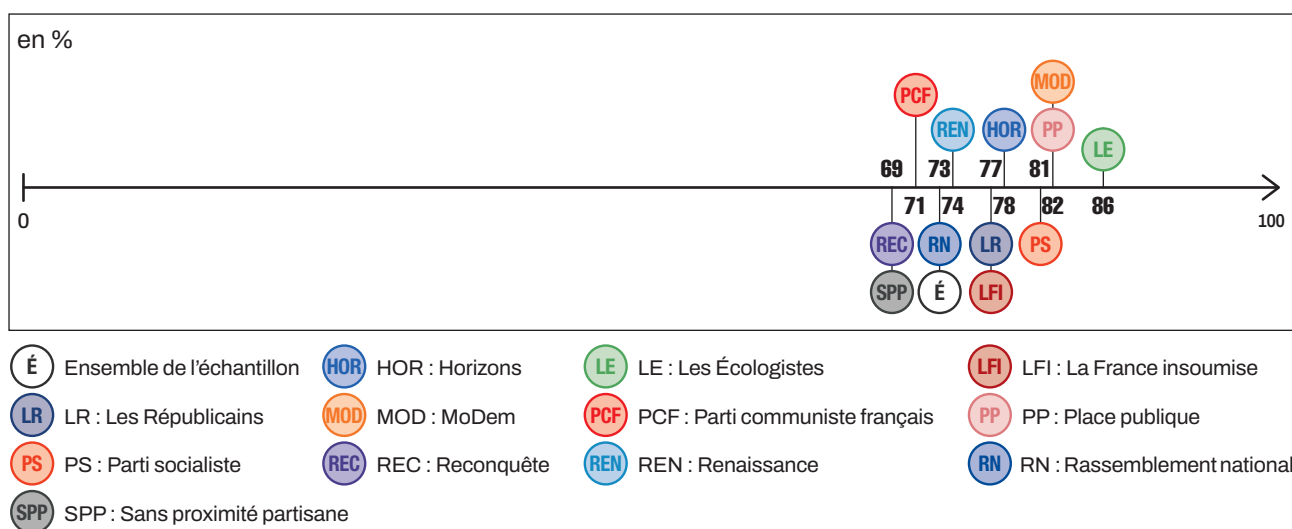 en %
MOD
PCF
REN HOR PP
LE
69 73 77 81
0 71 74 78 82 86 100
REC RN LR PS
SPP É LFI
É Ensemble de l'échantillon HOR HOR : Horizons LE LE : Les Écologistes LFI LFI : La France insoumise
LR LR : Les Républicains MOD MOD : MoDem PCF PCF : Parti communiste français PP PP : Place publique
PS PS : Parti socialiste REC REC : Reconquête REN REN : Renaissance RN RN : Rassemblement national
SPP SPP : Sans proximité partisane